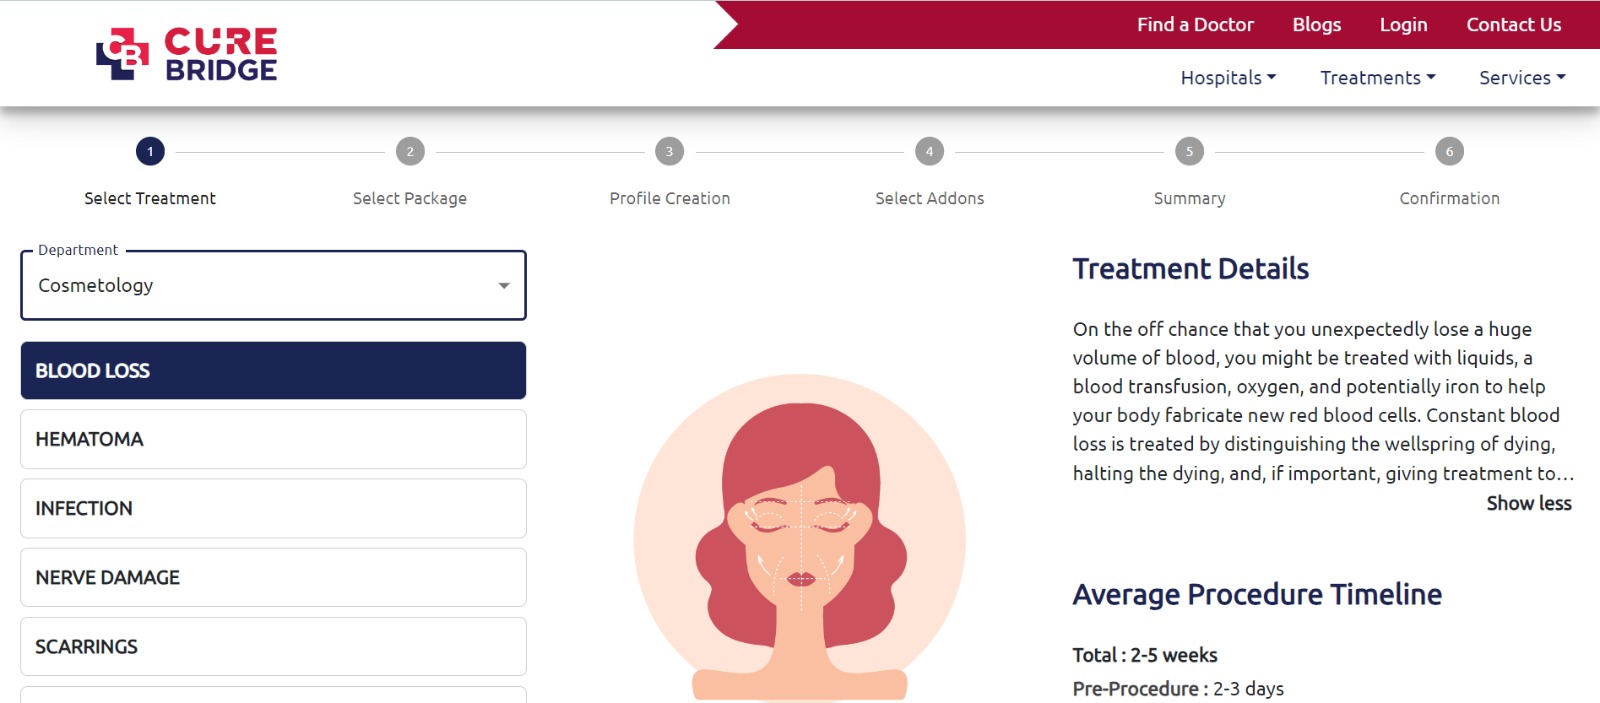 Find a Doctor Blogs Login Contact Us
CB CURE
BRIDGE
Hospitals Treatments Services
1 2 3 4 5 6
Select Treatment Select Package Profile Creation Select Addons Summary Confirmation
Department
Cosmetology
BLOOD LOSS
HEMATOMA
INFECTION
NERVE DAMAGE
SCARRINGS
Treatment Details
On the off chance that you unexpectedly lose a huge
volume of blood, you might be treated with liquids, a
blood transfusion, oxygen, and potentially iron to help
your body fabricate new red blood cells. Constant blood
loss is treated by distinguishing the wellspring of dying,
halting the dying, and, if important, giving treatment to...
Show less
Average Procedure Timeline
Total : 2-5 weeks
Pre-Procedure : 2-3 days